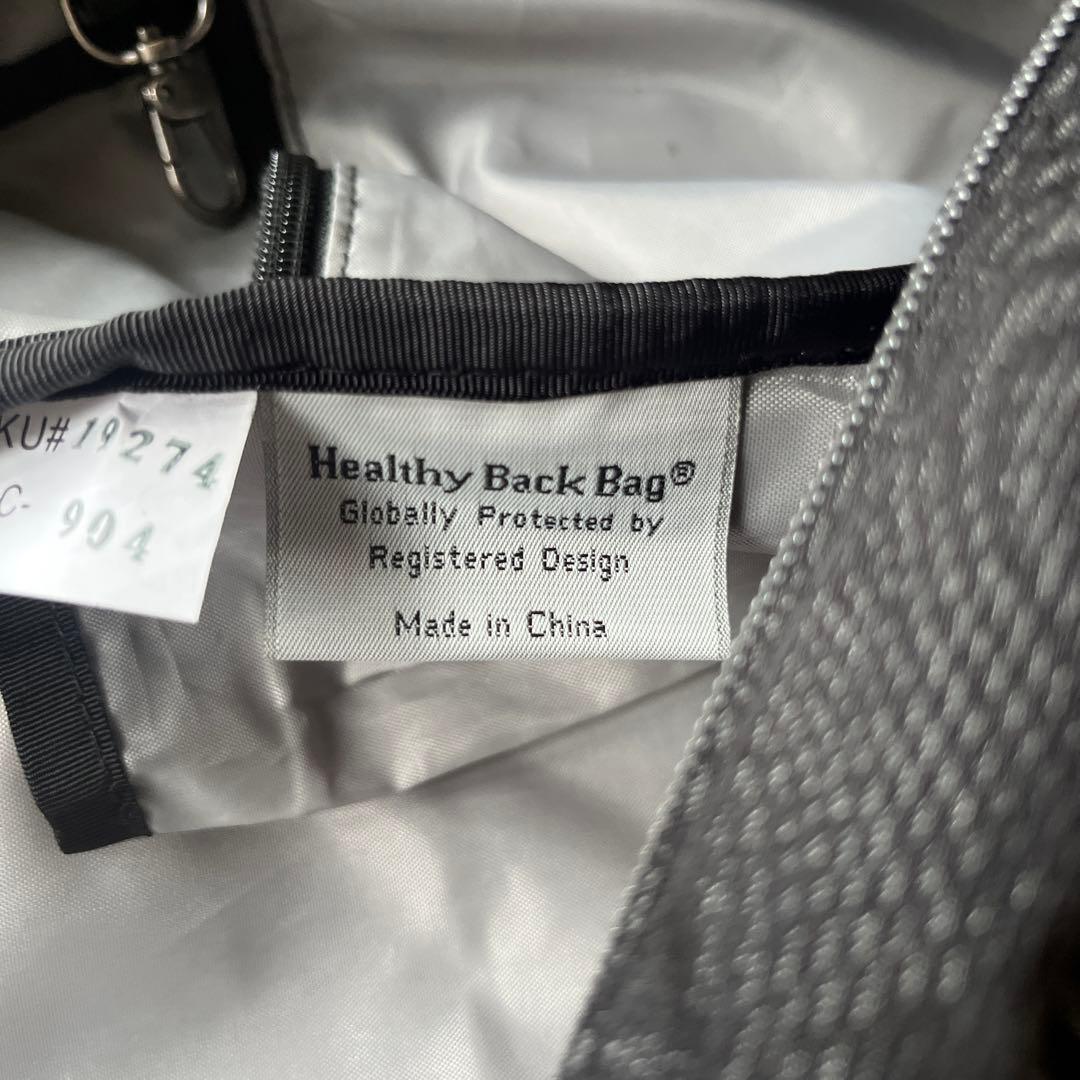 KU#19274
C- 904
Healthy Back Bag®
Globally Protected by
Registered Design
Made in China